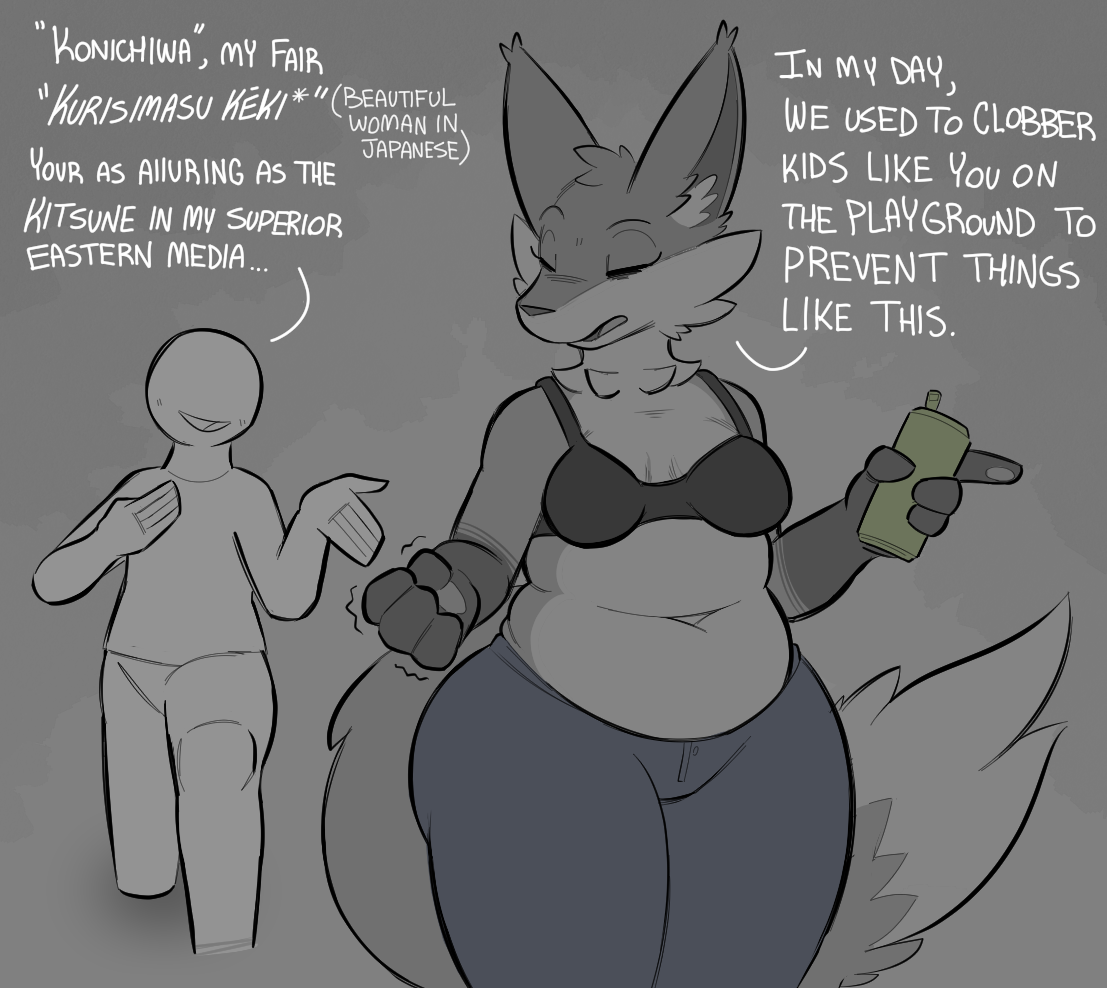 "Konichiwa", my fair
"Kurisimasu kēki*" (Beautiful
woman in
Japanese)
Your as alluring as the
kitsune in my superior
eastern media...
In my day,
we used to clobber
kids like you on
the playground to
prevent things
like this.